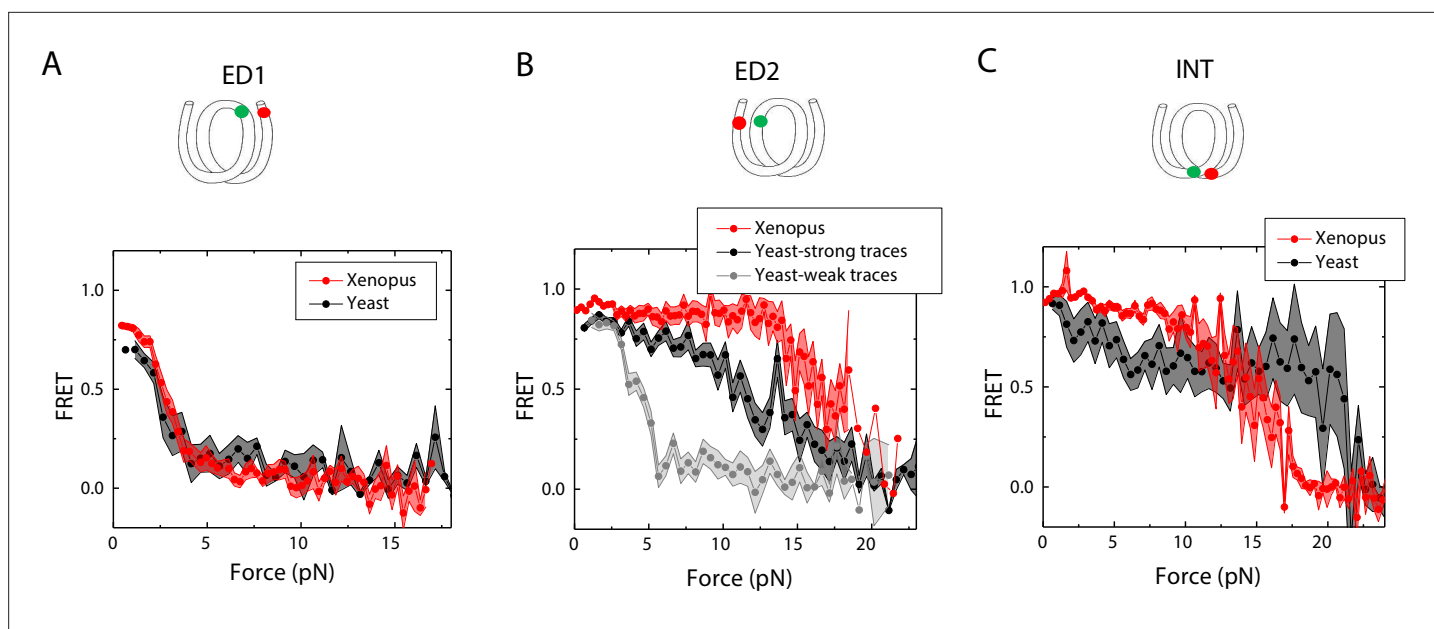 A
ED1
Xenopus
Yeast
1.0
0.5
0.0
FRET
0
5
10
15
Force (pN)
B
ED2
Xenopus
Yeast-strong traces
Yeast-weak traces
1.0
0.5
0.0
FRET
0
5
10
15
20
Force (pN)
C
INT
Xenopus
Yeast
1.0
0.5
0.0
FRET
0
5
10
15
20
Force (pN)